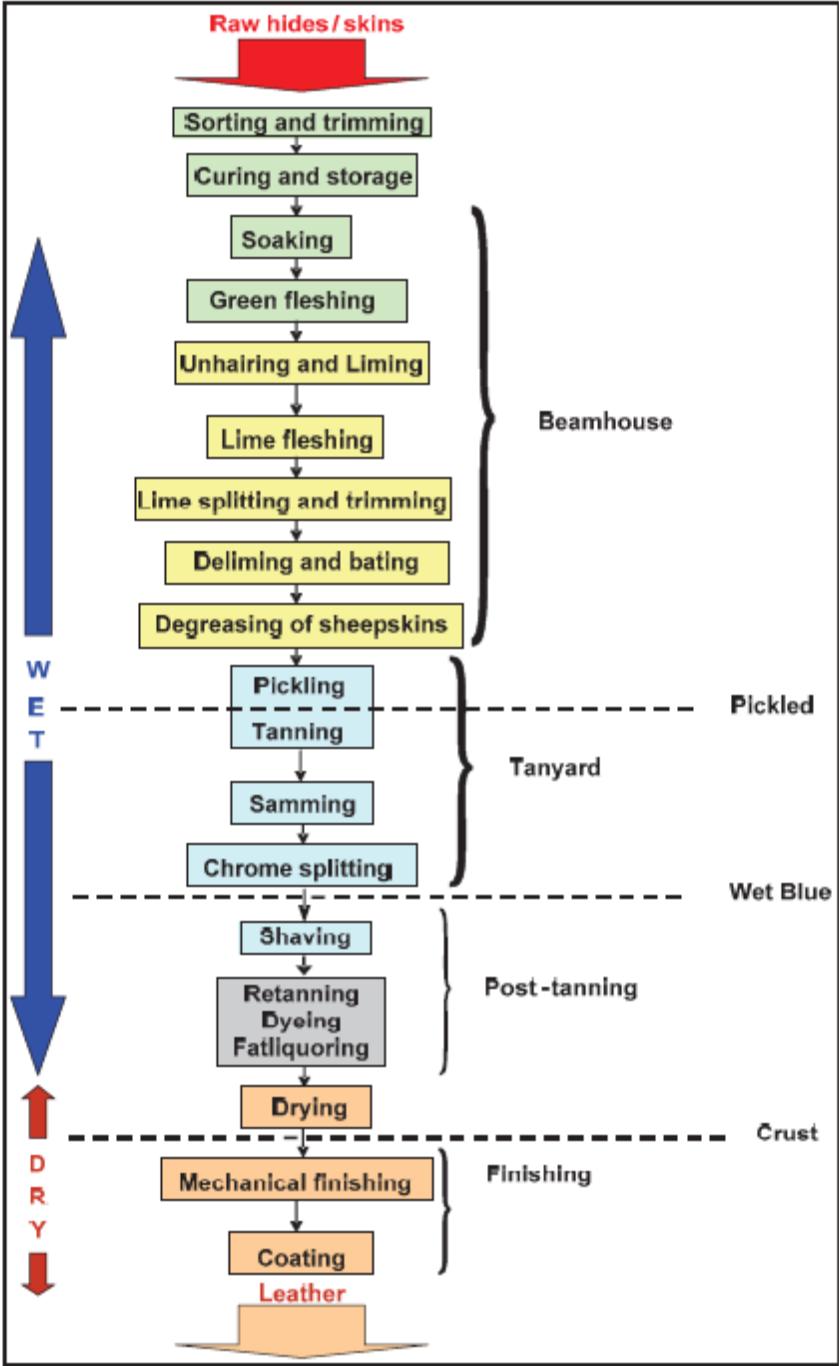 Raw hides / skins
Sorting and trimming
Curing and storage
Soaking
Green fleshing
Unhairing and Liming
Lime fleshing
Lime splitting and trimming
Deliming and bating
Degreasing of sheepskins
Beamhouse
Pickling
Tanning
Pickled
Samming
Chrome splitting
Tanyard
Wet Blue
Shaving
Retanning
Dyeing
Fatliquoring
Post-tanning
Drying
Crust
Mechanical finishing
Coating
Finishing
Leather
WET
DRY